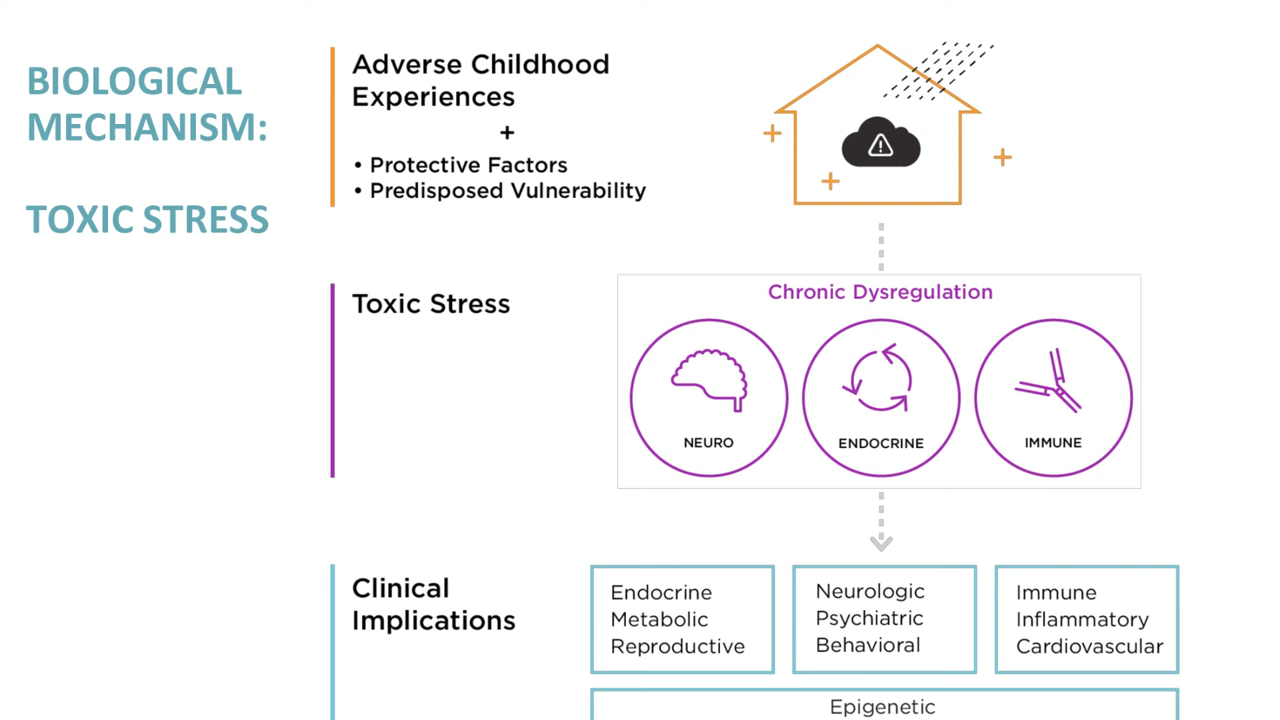 BIOLOGICAL
MECHANISM:
TOXIC STRESS
Adverse Childhood
Experiences
+
• Protective Factors
• Predisposed Vulnerability
Toxic Stress
Chronic Dysregulation
NEURO
ENDOCRINE
IMMUNE
Clinical
Implications
Endocrine
Metabolic
Reproductive
Neurologic
Psychiatric
Behavioral
Immune
Inflammatory
Cardiovascular
Epigenetic